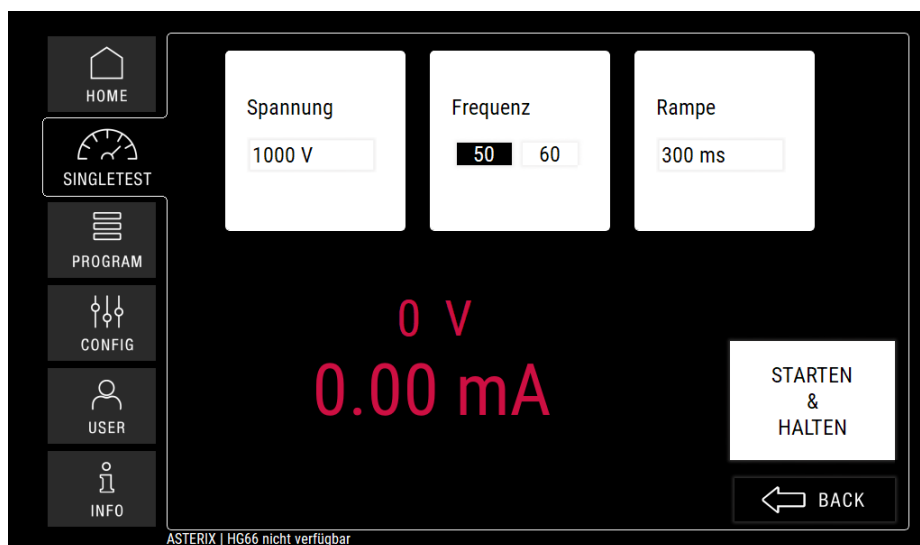 HOME
SINGLETEST
PROGRAM
CONFIG
USER
INFO
Spannung
1000 V
Frequenz
50 60
Rampe
300 ms
0 V
0.00 mA
STARTEN
&
HALTEN
BACK
ASTERIX | HG66 nicht verfügbar